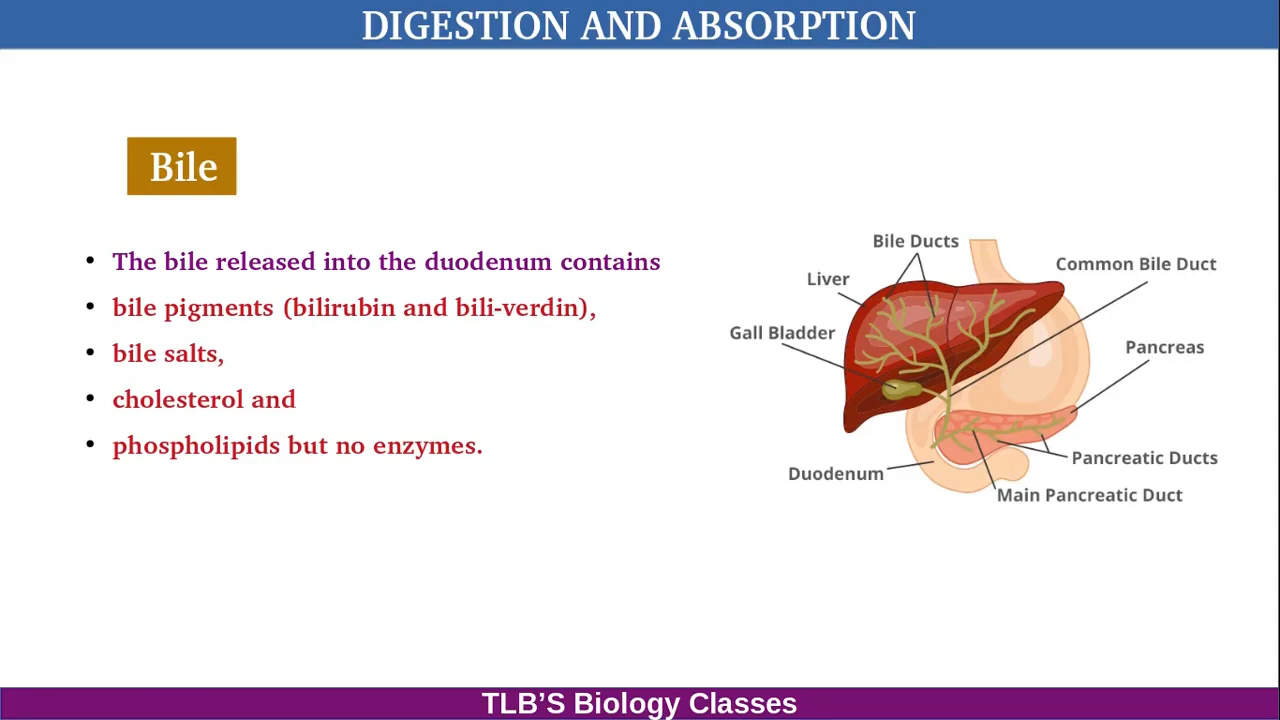 DIGESTION AND ABSORPTION
Bile
• The bile released into the duodenum contains
• bile pigments (bilirubin and bili-verdin),
• bile salts,
• cholesterol and
• phospholipids but no enzymes.
Bile Ducts
Common Bile Duct
Liver
Gall Bladder
Pancreas
Pancreatic Ducts
Duodenum
Main Pancreatic Duct
TLB’S Biology Classes